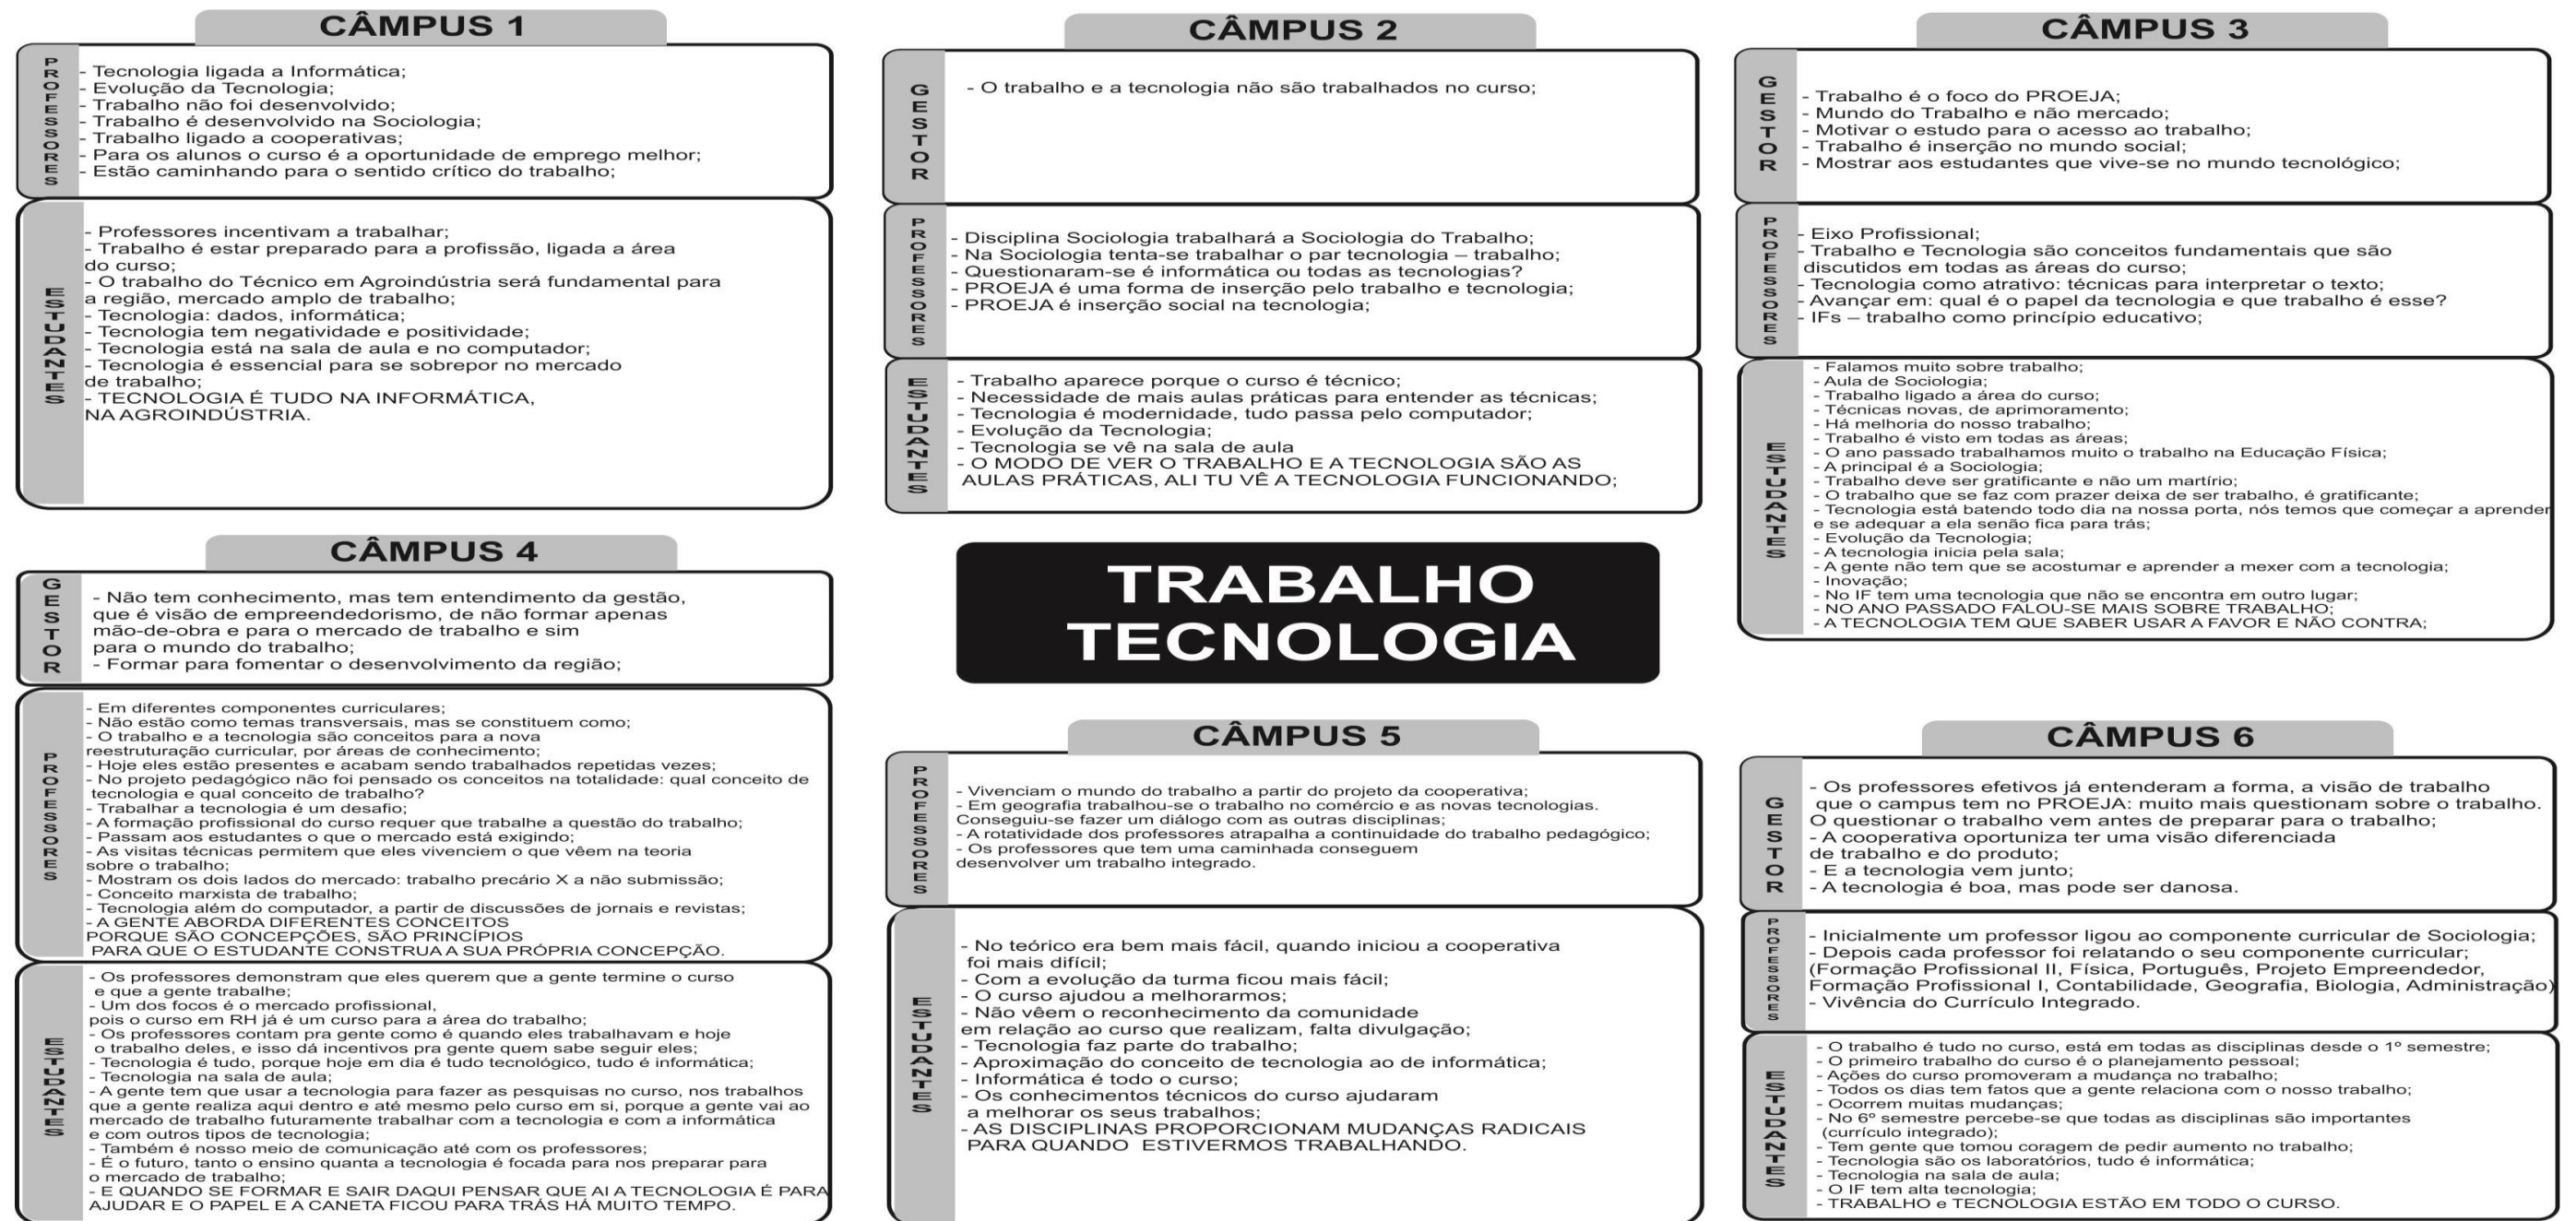 CÂMPUS 1
PROFESSORES
- Tecnologia ligada a Informática;
- Evolução da Tecnologia;
- Trabalho não foi desenvolvido;
- Trabalho é desenvolvido na Sociologia;
- Trabalho ligado a cooperativas;
- Para os alunos o curso é a oportunidade de emprego melhor;
- Estão caminhando para o sentido crítico do trabalho;
ESTUDANTES
- Professores incentivam a trabalhar;
- Trabalho é estar preparado para a profissão, ligada a área
do curso;
- O trabalho do Técnico em Agroindústria será fundamental para
a região, mercado amplo de trabalho;
- Tecnologia: dados, informática;
- Tecnologia tem negatividade e positividade;
- Tecnologia está na sala de aula e no computador;
- Tecnologia é essencial para se sobrepor no mercado
de trabalho;
- TECNOLOGIA É TUDO NA INFORMÁTICA,
NA AGROINDÚSTRIA.
CÂMPUS 2
GESTOR
- O trabalho e a tecnologia não são trabalhados no curso;
PROFESSORES
- Disciplina Sociologia trabalhará a Sociologia do Trabalho;
- Na Sociologia tenta-se trabalhar o par tecnologia – trabalho;
- Questionaram-se é informática ou todas as tecnologias?
- PROEJA é uma forma de inserção pelo trabalho e tecnologia;
- PROEJA é inserção social na tecnologia;
ESTUDANTES
- Trabalho aparece porque o curso é técnico;
- Necessidade de mais aulas práticas para entender as técnicas;
- Tecnologia é modernidade, tudo passa pelo computador;
- Evolução da Tecnologia;
- Tecnologia se vê na sala de aula
- O MODO DE VER O TRABALHO E A TECNOLOGIA SÃO AS
AULAS PRÁTICAS, ALI TU VÊ A TECNOLOGIA FUNCIONANDO;
CÂMPUS 3
GESTOR
- Trabalho é o foco do PROEJA;
- Mundo do Trabalho e não mercado;
- Motivar o estudo para o acesso ao trabalho;
- Trabalho é inserção no mundo social;
- Mostrar aos estudantes que vive-se no mundo tecnológico;
PROFESSORES
- Eixo Profissional;
- Trabalho e Tecnologia são conceitos fundamentais que são
discutidos em todas as áreas do curso;
- Tecnologia como atrativo: técnicas para interpretar o texto;
- Avançar em: qual é o papel da tecnologia e que trabalho é esse?
- IFs – trabalho como princípio educativo;
ESTUDANTES
- Falamos muito sobre trabalho;
- Aula de Sociologia;
- Trabalho ligado a área do curso;
- Técnicas novas, de aprimoramento;
- Há melhoria do nosso trabalho;
- Trabalho é visto em todas as áreas;
- O ano passado trabalhamos muito o trabalho na Educação Física;
- A principal é a Sociologia;
- Trabalho deve ser gratificante e não um martírio;
- O trabalho que se faz com prazer deixa de ser trabalho, é gratificante;
- Tecnologia está batendo todo dia na nossa porta, nós temos que começar a aprender
e se adequar a ela senão fica para trás;
- Evolução da Tecnologia;
- A tecnologia inicia pela sala;
- A gente não tem que se acostumar e aprender a mexer com a tecnologia;
- Inovação;
- No IF tem uma tecnologia que não se encontra em outro lugar;
- NO ANO PASSADO FALOU-SE MAIS SOBRE TRABALHO;
- A TECNOLOGIA TEM QUE SABER USAR A FAVOR E NÃO CONTRA;
TRABALHO
TECNOLOGIA
CÂMPUS 4
GESTOR
- Não tem conhecimento, mas tem entendimento da gestão,
que é visão de empreendedorismo, de não formar apenas
mão-de-obra e para o mercado de trabalho e sim
para o mundo do trabalho;
- Formar para fomentar o desenvolvimento da região;
PROFESSORES
- Em diferentes componentes curriculares;
- Não estão como temas transversais, mas se constituem como;
- O trabalho e a tecnologia são conceitos para a nova
reestruturação curricular, por áreas de conhecimento;
- Hoje eles estão presentes e acabam sendo trabalhados repetidas vezes;
- No projeto pedagógico não foi pensado os conceitos na totalidade: qual conceito de
tecnologia e qual conceito de trabalho?
- Trabalhar a tecnologia é um desafio;
- A formação profissional do curso requer que trabalhe a questão do trabalho;
- Passam aos estudantes o que o mercado está exigindo;
- As visitas técnicas permitem que eles vivenciem o que vêem na teoria
sobre o trabalho;
- Mostram os dois lados do mercado: trabalho precário X a não submissão;
- Conceito marxista de trabalho;
- Tecnologia além do computador, a partir de discussões de jornais e revistas;
- A GENTE ABORDA DIFERENTES CONCEITOS
PORQUE SÃO CONCEPÇÕES, SÃO PRINCÍPIOS
PARA QUE O ESTUDANTE CONSTRUA A SUA PRÓPRIA CONCEPÇÃO.
ESTUDANTES
- Os professores demonstram que eles querem que a gente termine o curso
e que a gente trabalhe;
- Um dos focos é o mercado profissional,
pois o curso em RH já é um curso para a área do trabalho;
- Os professores contam pra gente como é quando eles trabalhavam e hoje
o trabalho deles, e isso dá incentivos pra gente quem sabe seguir eles;
- Tecnologia é tudo, porque hoje em dia é tudo tecnológico, tudo é informática;
- Tecnologia na sala de aula;
- A gente tem que usar a tecnologia para fazer as pesquisas no curso, nos trabalhos
que a gente realiza aqui dentro e até mesmo pelo curso em si, porque a gente vai ao
mercado de trabalho futuramente trabalhar com a tecnologia e com a informática
e com outros tipos de tecnologia;
- Também é nosso meio de comunicação até com os professores;
- É o futuro, tanto o ensino quanta a tecnologia é focada para nos preparar para
o mercado de trabalho;
- E QUANDO SE FORMAR E SAIR DAQUI PENSAR QUE AI A TECNOLOGIA É PARA
AJUDAR E O PAPEL E A CANETA FICOU PARA TRÁS HÁ MUITO TEMPO.
CÂMPUS 5
PROFESSORES
- Vivenciam o mundo do trabalho a partir do projeto da cooperativa;
- Em geografia trabalhou-se o trabalho no comércio e as novas tecnologias.
Conseguiu-se fazer um diálogo com as outras disciplinas;
- A rotatividade dos professores atrapalha a continuidade do trabalho pedagógico;
- Os professores que tem uma caminhada conseguem
desenvolver um trabalho integrado.
ESTUDANTES
- No teórico era bem mais fácil, quando iniciou a cooperativa
foi mais difícil;
- Com a evolução da turma ficou mais fácil;
- O curso ajudou a melhorarmos;
- Não vêem o reconhecimento da comunidade
em relação ao curso que realizam, falta divulgação;
- Tecnologia faz parte do trabalho;
- Aproximação do conceito de tecnologia ao de informática;
- Informática é todo o curso;
- Os conhecimentos técnicos do curso ajudaram
a melhorar os seus trabalhos;
- AS DISCIPLINAS PROPORCIONAM MUDANÇAS RADICAIS
PARA QUANDO ESTIVERMOS TRABALHANDO.
CÂMPUS 6
GESTOR
- Os professores efetivos já entenderam a forma, a visão de trabalho
que o campus tem no PROEJA: muito mais questionam sobre o trabalho.
O questionar o trabalho vem antes de preparar para o trabalho;
- A cooperativa oportuniza ter uma visão diferenciada
de trabalho e do produto;
- E a tecnologia vem junto;
- A tecnologia é boa, mas pode ser danosa.
PROFESSORES
- Inicialmente um professor ligou ao componente curricular de Sociologia;
- Depois cada professor foi relatando o seu componente curricular;
(Formação Profissional II, Física, Português, Projeto Empreendedor,
Formação Profissional I, Contabilidade, Geografia, Biologia, Administração)
- Vivência do Currículo Integrado.
ESTUDANTES
- O trabalho é tudo no curso, está em todas as disciplinas desde o 1º semestre;
- O primeiro trabalho do curso é o planejamento pessoal;
- Ações do curso promoveram a mudança no trabalho;
- Todos os dias tem fatos que a gente relaciona com o nosso trabalho;
- Ocorrem muitas mudanças;
- No 6º semestre percebe-se que todas as disciplinas são importantes
(currículo integrado);
- Tem gente que tomou coragem de pedir aumento no trabalho;
- Tecnologia são os laboratórios, tudo é informática;
- Tecnologia na sala de aula;
- O IF tem alta tecnologia;
- TRABALHO e TECNOLOGIA ESTÃO EM TODO O CURSO.